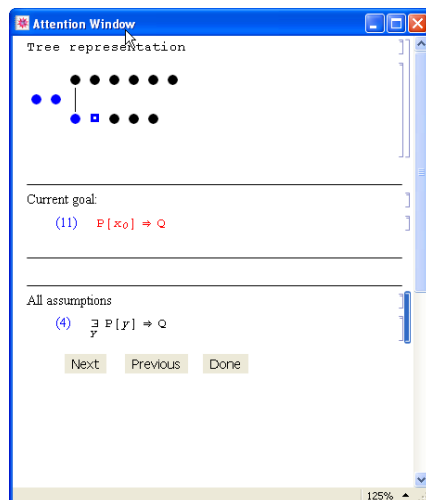 Attention Window
Tree representation
Current goal:
(11) P[x₀] ⇒ Q
All assumptions
(4) ∃ P[y] ⇒ Q
y
Next Previous Done
125%